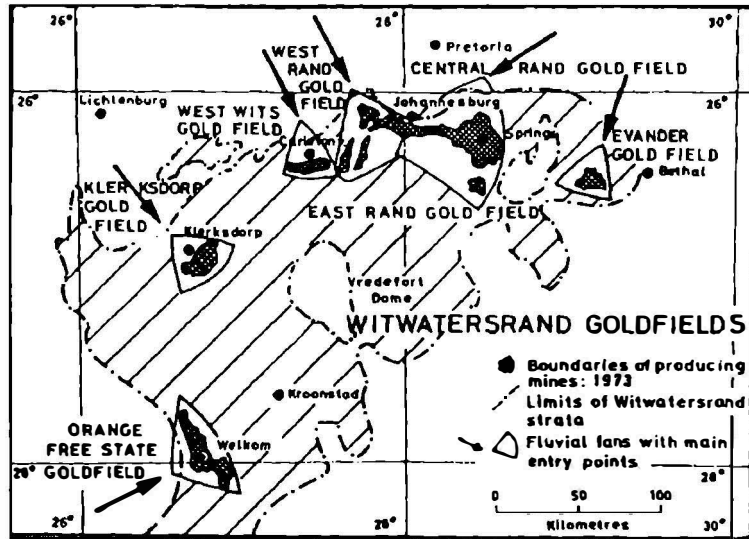 26°
26°
30°
WEST
RAND
GOLD
FIELD
Pretoria
CENTRAL RAND GOLD FIELD
26°
26°
Lichtenburg
WEST WITS
GOLD FIELD
Johannesburg
Springs
EVANDER
GOLD FIELD
Bethal
KLERKSDORP
GOLD
FIELD
EAST RAND GOLD FIELD
Klerksdorp
Vredefort
Dome
WITWATERSRAND GOLDFIELDS
Boundaries of producing
mines: 1973
Limits of Witwatersrand
strata
Fluvial fans with main
entry points
Kroonstad
ORANGE
FREE STATE
GOLDFIELD
Welkom
28°
28°
0 50 100
Kilometres
26°
28°
30°